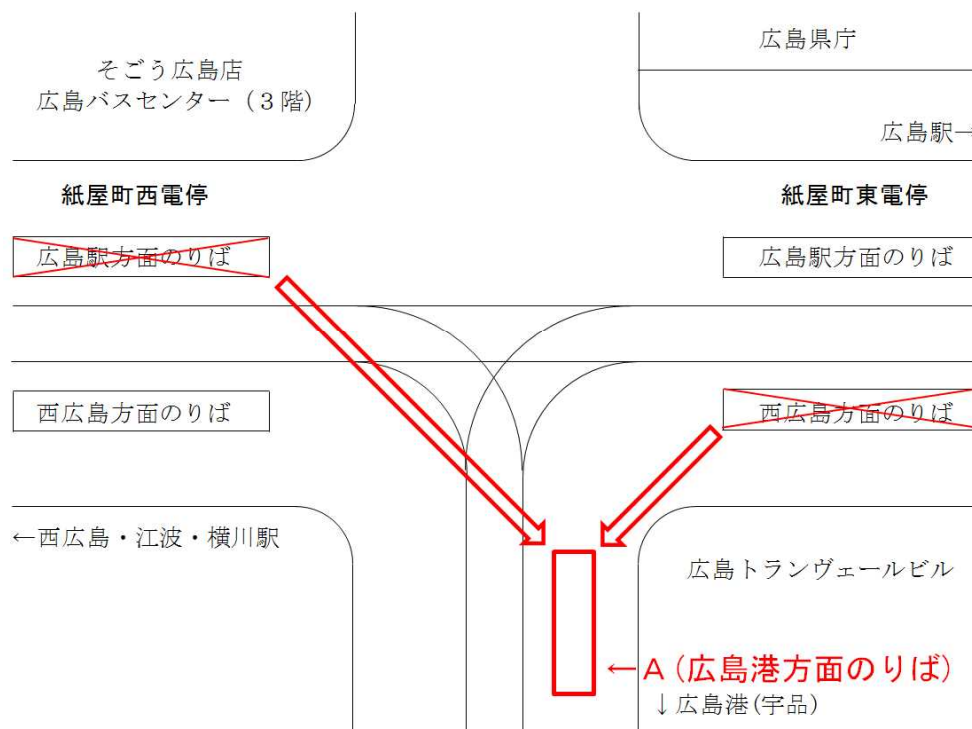 そごう広島店
広島バスセンター（３階）
広島県庁
広島駅→
紙屋町西電停
紙屋町東電停
広島駅方面のりば
広島駅方面のりば
西広島方面のりば
西広島方面のりば
←西広島・江波・横川駅
広島トランヴェールビル
←A（広島港方面のりば）
↓広島港(宇品)